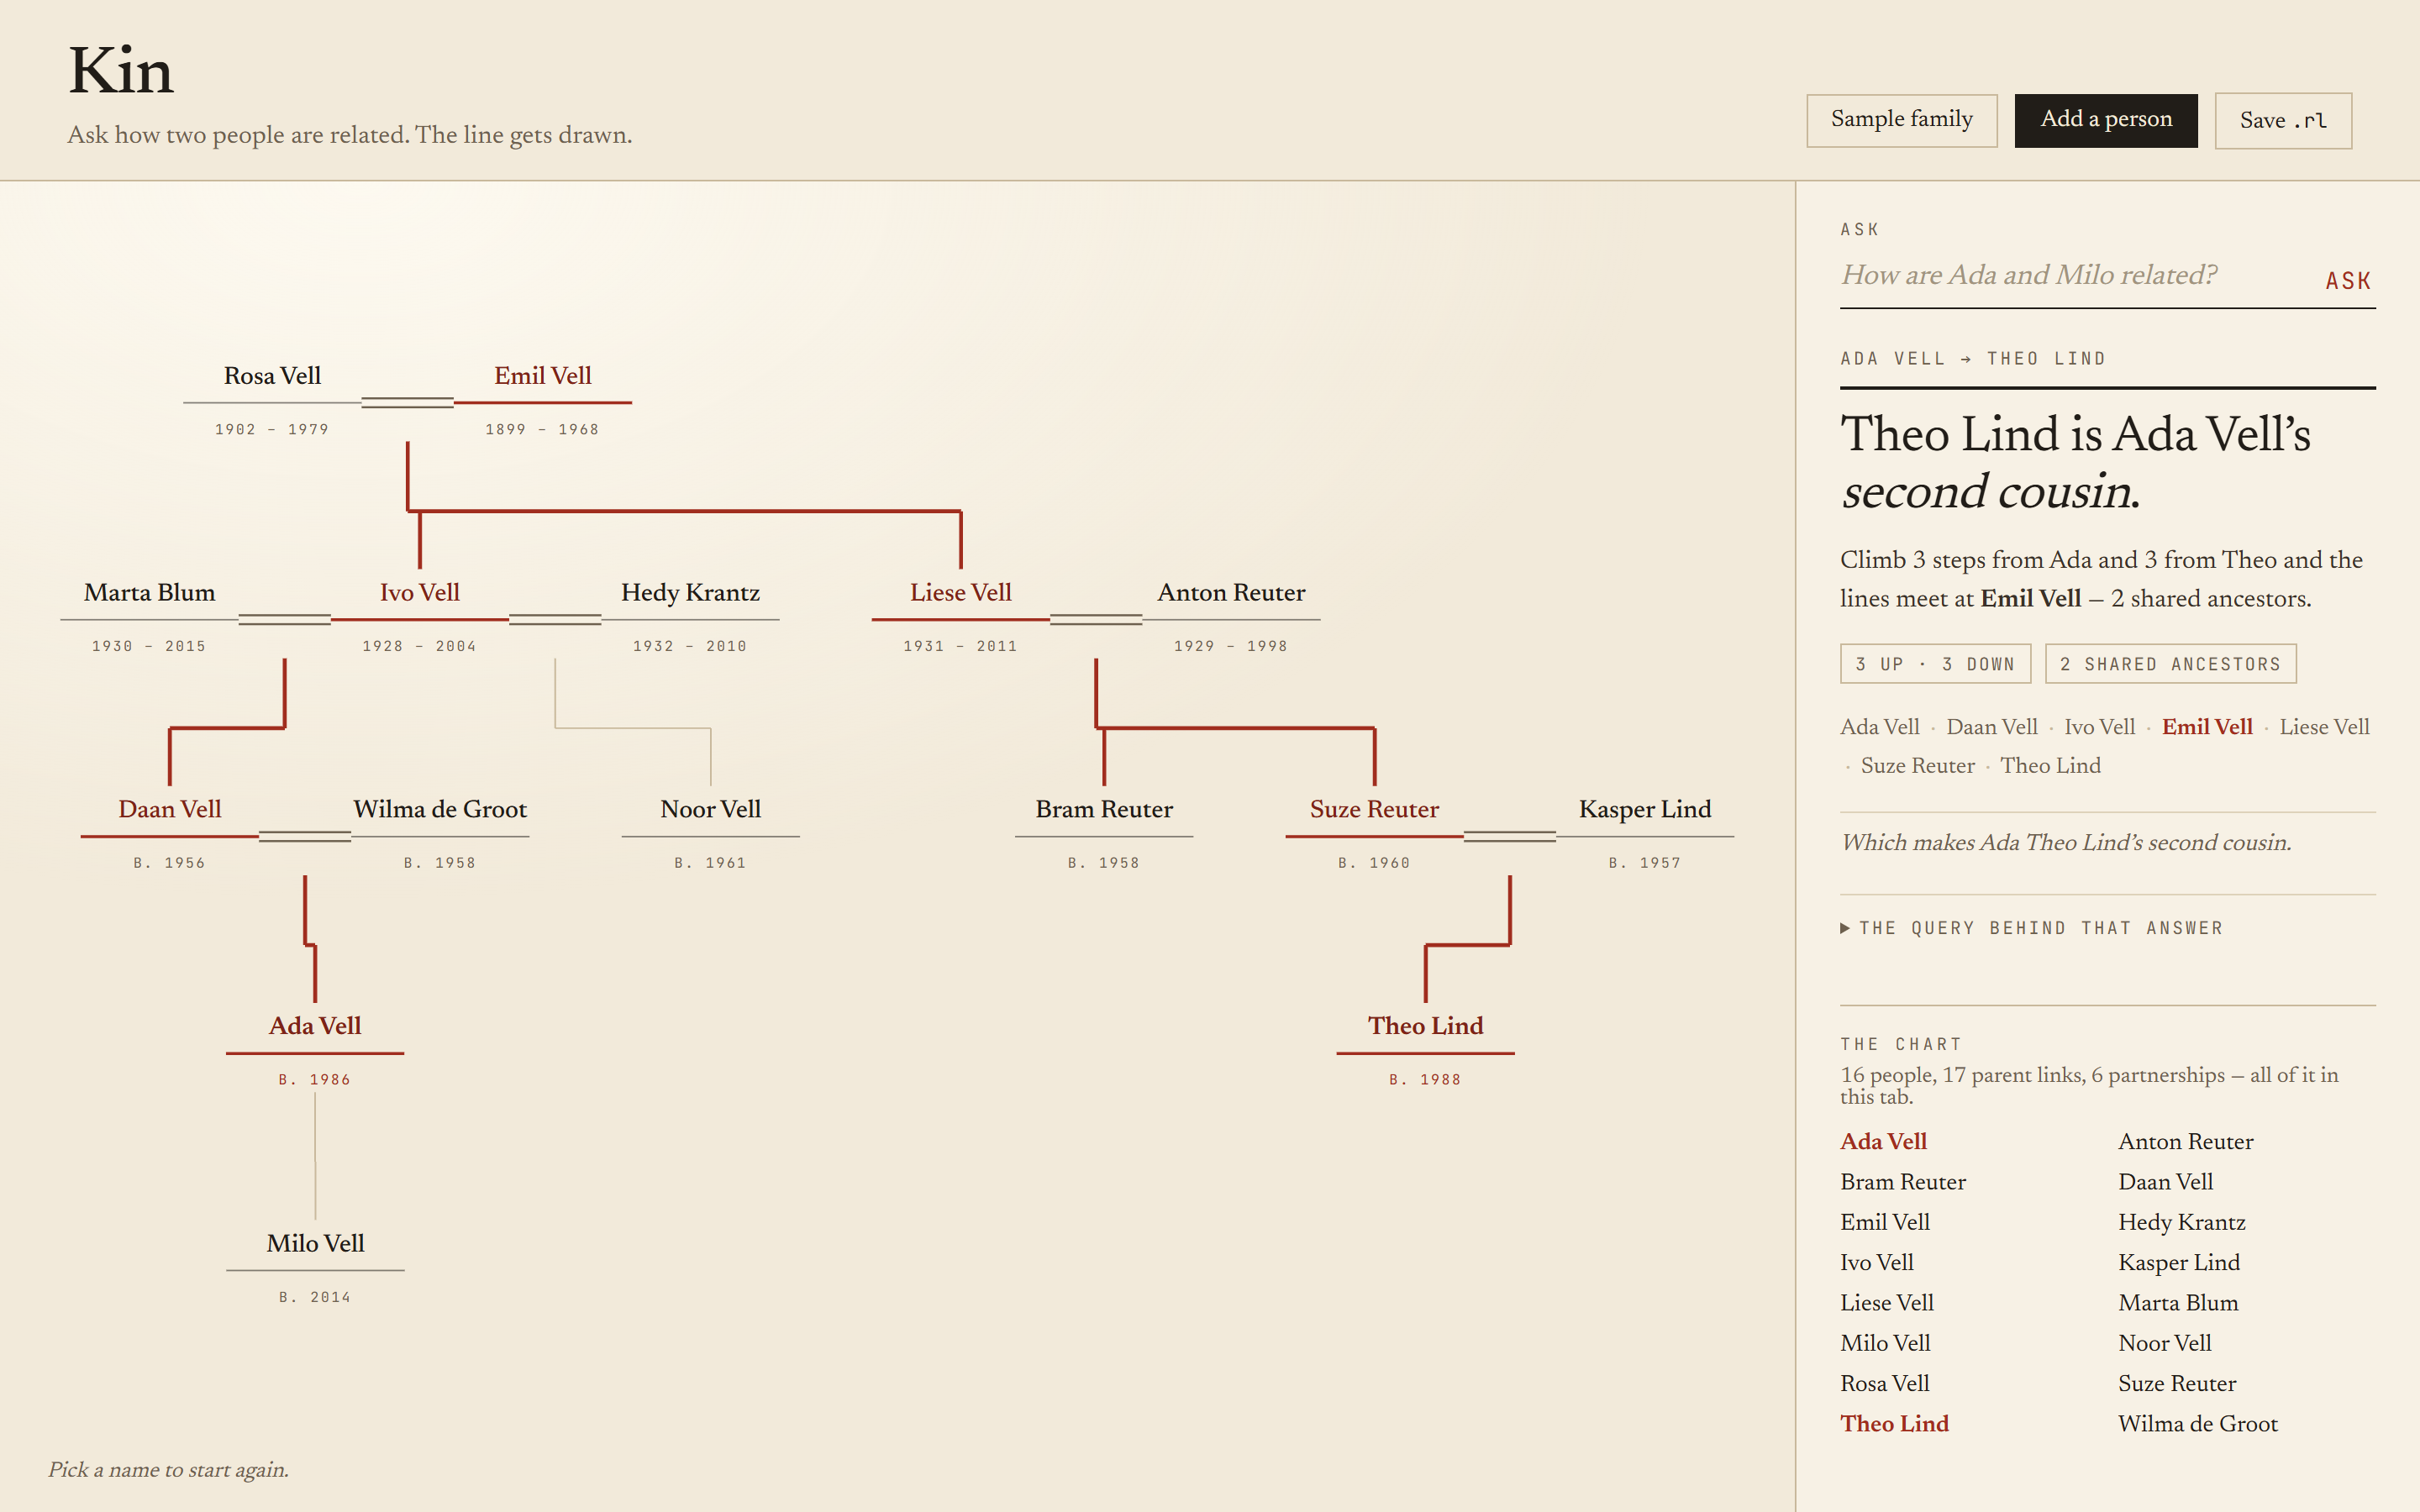 Kin
Ask how two people are related. The line gets drawn.
Sample family
Add a person
Save .rl
Rosa Vell
Emil Vell
1902 – 1979
1899 – 1968
Marta Blum
Ivo Vell
Hedy Krantz
Liese Vell
Anton Reuter
1930 – 2015
1928 – 2004
1932 – 2010
1931 – 2011
1929 – 1998
Daan Vell
Wilma de Groot
Noor Vell
Bram Reuter
Suze Reuter
Kasper Lind
B. 1956
B. 1958
B. 1961
B. 1958
B. 1960
B. 1957
Ada Vell
Theo Lind
B. 1986
B. 1988
Milo Vell
B. 2014
Pick a name to start again.
ASK
How are Ada and Milo related?
ASK
ADA VELL → THEO LIND
Theo Lind is Ada Vell’s
second cousin.
Climb 3 steps from Ada and 3 from Theo and the
lines meet at Emil Vell — 2 shared ancestors.
3 UP · 3 DOWN
2 SHARED ANCESTORS
Ada Vell · Daan Vell · Ivo Vell · Emil Vell · Liese Vell
· Suze Reuter · Theo Lind
Which makes Ada Theo Lind’s second cousin.
▶ THE QUERY BEHIND THAT ANSWER
THE CHART
16 people, 17 parent links, 6 partnerships — all of it in
this tab.
Ada Vell
Anton Reuter
Bram Reuter
Daan Vell
Emil Vell
Hedy Krantz
Ivo Vell
Kasper Lind
Liese Vell
Marta Blum
Milo Vell
Noor Vell
Rosa Vell
Suze Reuter
Theo Lind
Wilma de Groot